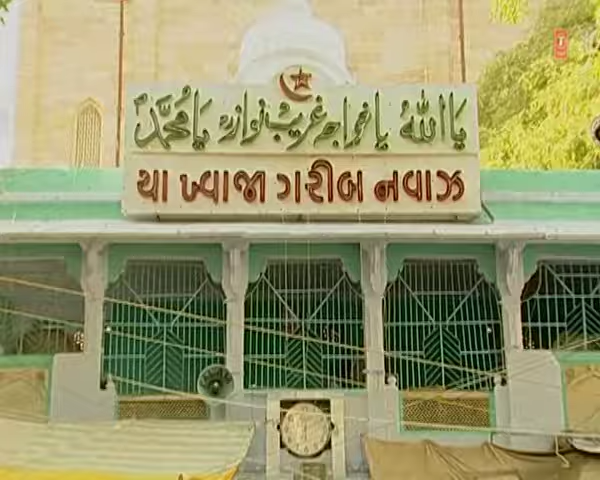 یا اللہ یا خواجہ غریب نواز یا محمد
યા ખ્વાજા ગરીબ નવાઝ